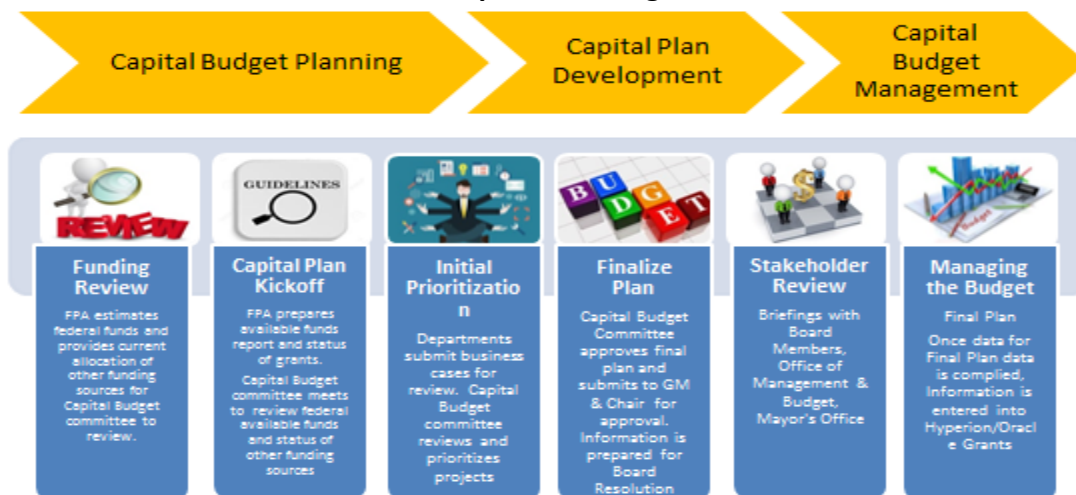 Capital Budget Planning
Capital Plan
Development
Capital
Budget
Management
REVIEW
GUIDELINES
BUDGET
Budget
Funding
Review
FPA estimates
federal funds and
provides current
allocation of
other funding
sources for
Capital Budget
committee to
review.
Capital Plan
Kickoff
FPA prepares
available funds
report and status
of grants.
Capital Budget
committee meets
to review federal
available funds
and status of
other funding
sources
Initial
Prioritizatio
n
Departments
submit business
cases for
review. Capital
Budget
committee
reviews and
prioritizes
projects
Finalize
Plan
Capital Budget
Committee
approves final
plan and
submits to GM
& Chair for
approval.
Information is
prepared for
Board
Resolution
Stakeholder
Review
Briefings with
Board
Members,
Office of
Management &
Budget,
Mayor's Office
Managing
the Budget
Final Plan
Once data for
Final Plan data
is complied,
Information is
entered into
Hyperion/Oracl
e Grants